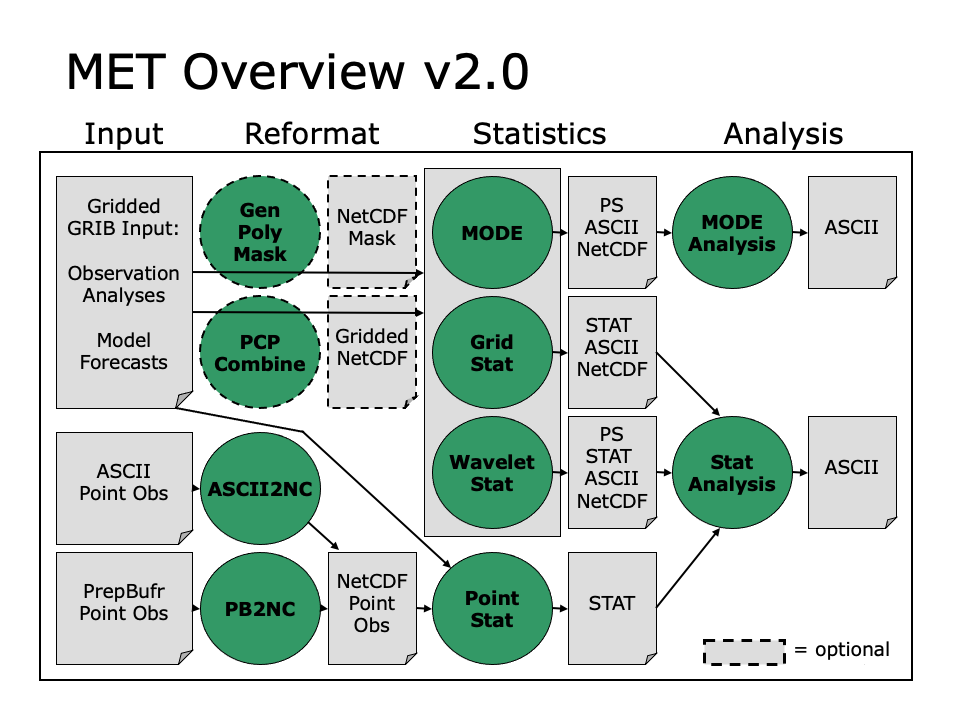 MET Overview v2.0
Input
Reformat
Statistics
Analysis
Gridded
GRIB Input:
Observation
Analyses
Model
Forecasts
Gen
Poly
Mask
NetCDF
Mask
MODE
PS
ASCII
NetCDF
MODE
Analysis
ASCII
PCP
Combine
Gridded
NetCDF
Grid
Stat
STAT
ASCII
NetCDF
ASCII
Point Obs
ASCII2NC
Wavelet
Stat
PS
STAT
ASCII
NetCDF
Stat
Analysis
ASCII
PrepBufr
Point Obs
PB2NC
NetCDF
Point
Obs
Point
Stat
STAT
= optional